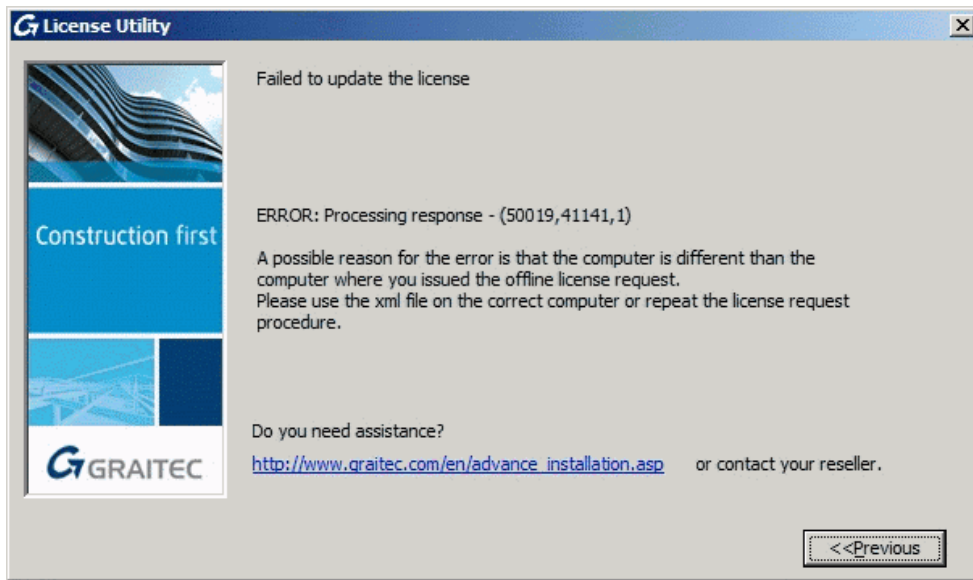 License Utility
Failed to update the license
ERROR: Processing response - (50019,41141,1)
Construction first
A possible reason for the error is that the computer is different than the
computer where you issued the offline license request.
Please use the xml file on the correct computer or repeat the license request
procedure.
Do you need assistance?
GRAITEC
http://www.graitec.com/en/advance_installation.asp or contact your reseller.
<<Previous